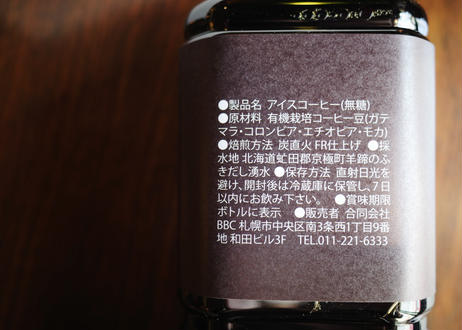 ●製品名 アイスコーヒー(無糖)
●原材料 有機栽培コーヒー豆(ガテ
マラ・コロンビア・エチオピア・モカ)
●焙煎方法 炭直火FR仕上げ ●採
水地 北海道虻田郡京極町羊蹄のふ
きだし湧水 ●保存方法 直射日光を
避け、開封後は冷蔵庫に保管し、7日
以内にお飲み下さい。 ●賞味期限
ボトルに表示 ●販売者 合同会社
BBC 札幌市中央区南3条西1丁目9番
地 和田ビル3F TEL.011-221-6333